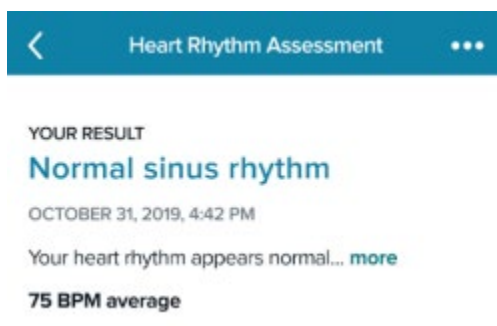 Heart Rhythm Assessment
YOUR RESULT
Normal sinus rhythm
OCTOBER 31, 2019, 4:42 PM
Your heart rhythm appears normal... more
75 BPM average